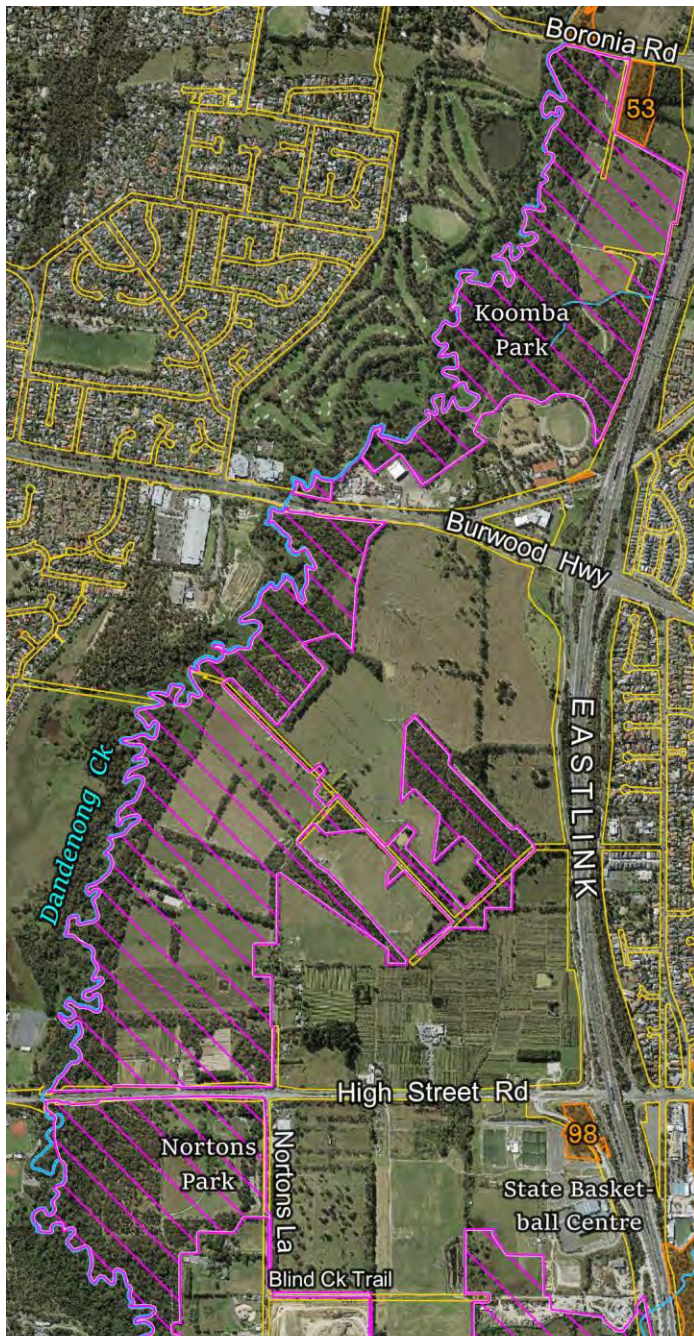 Boronia Rd
53
Koomba
Park
Burwood Hwy
EASTLINK
Dandenong Ck
High Street Rd
98
Nortons
Park
Nortons La
State Basket-
ball Centre
Blind Ck Trail